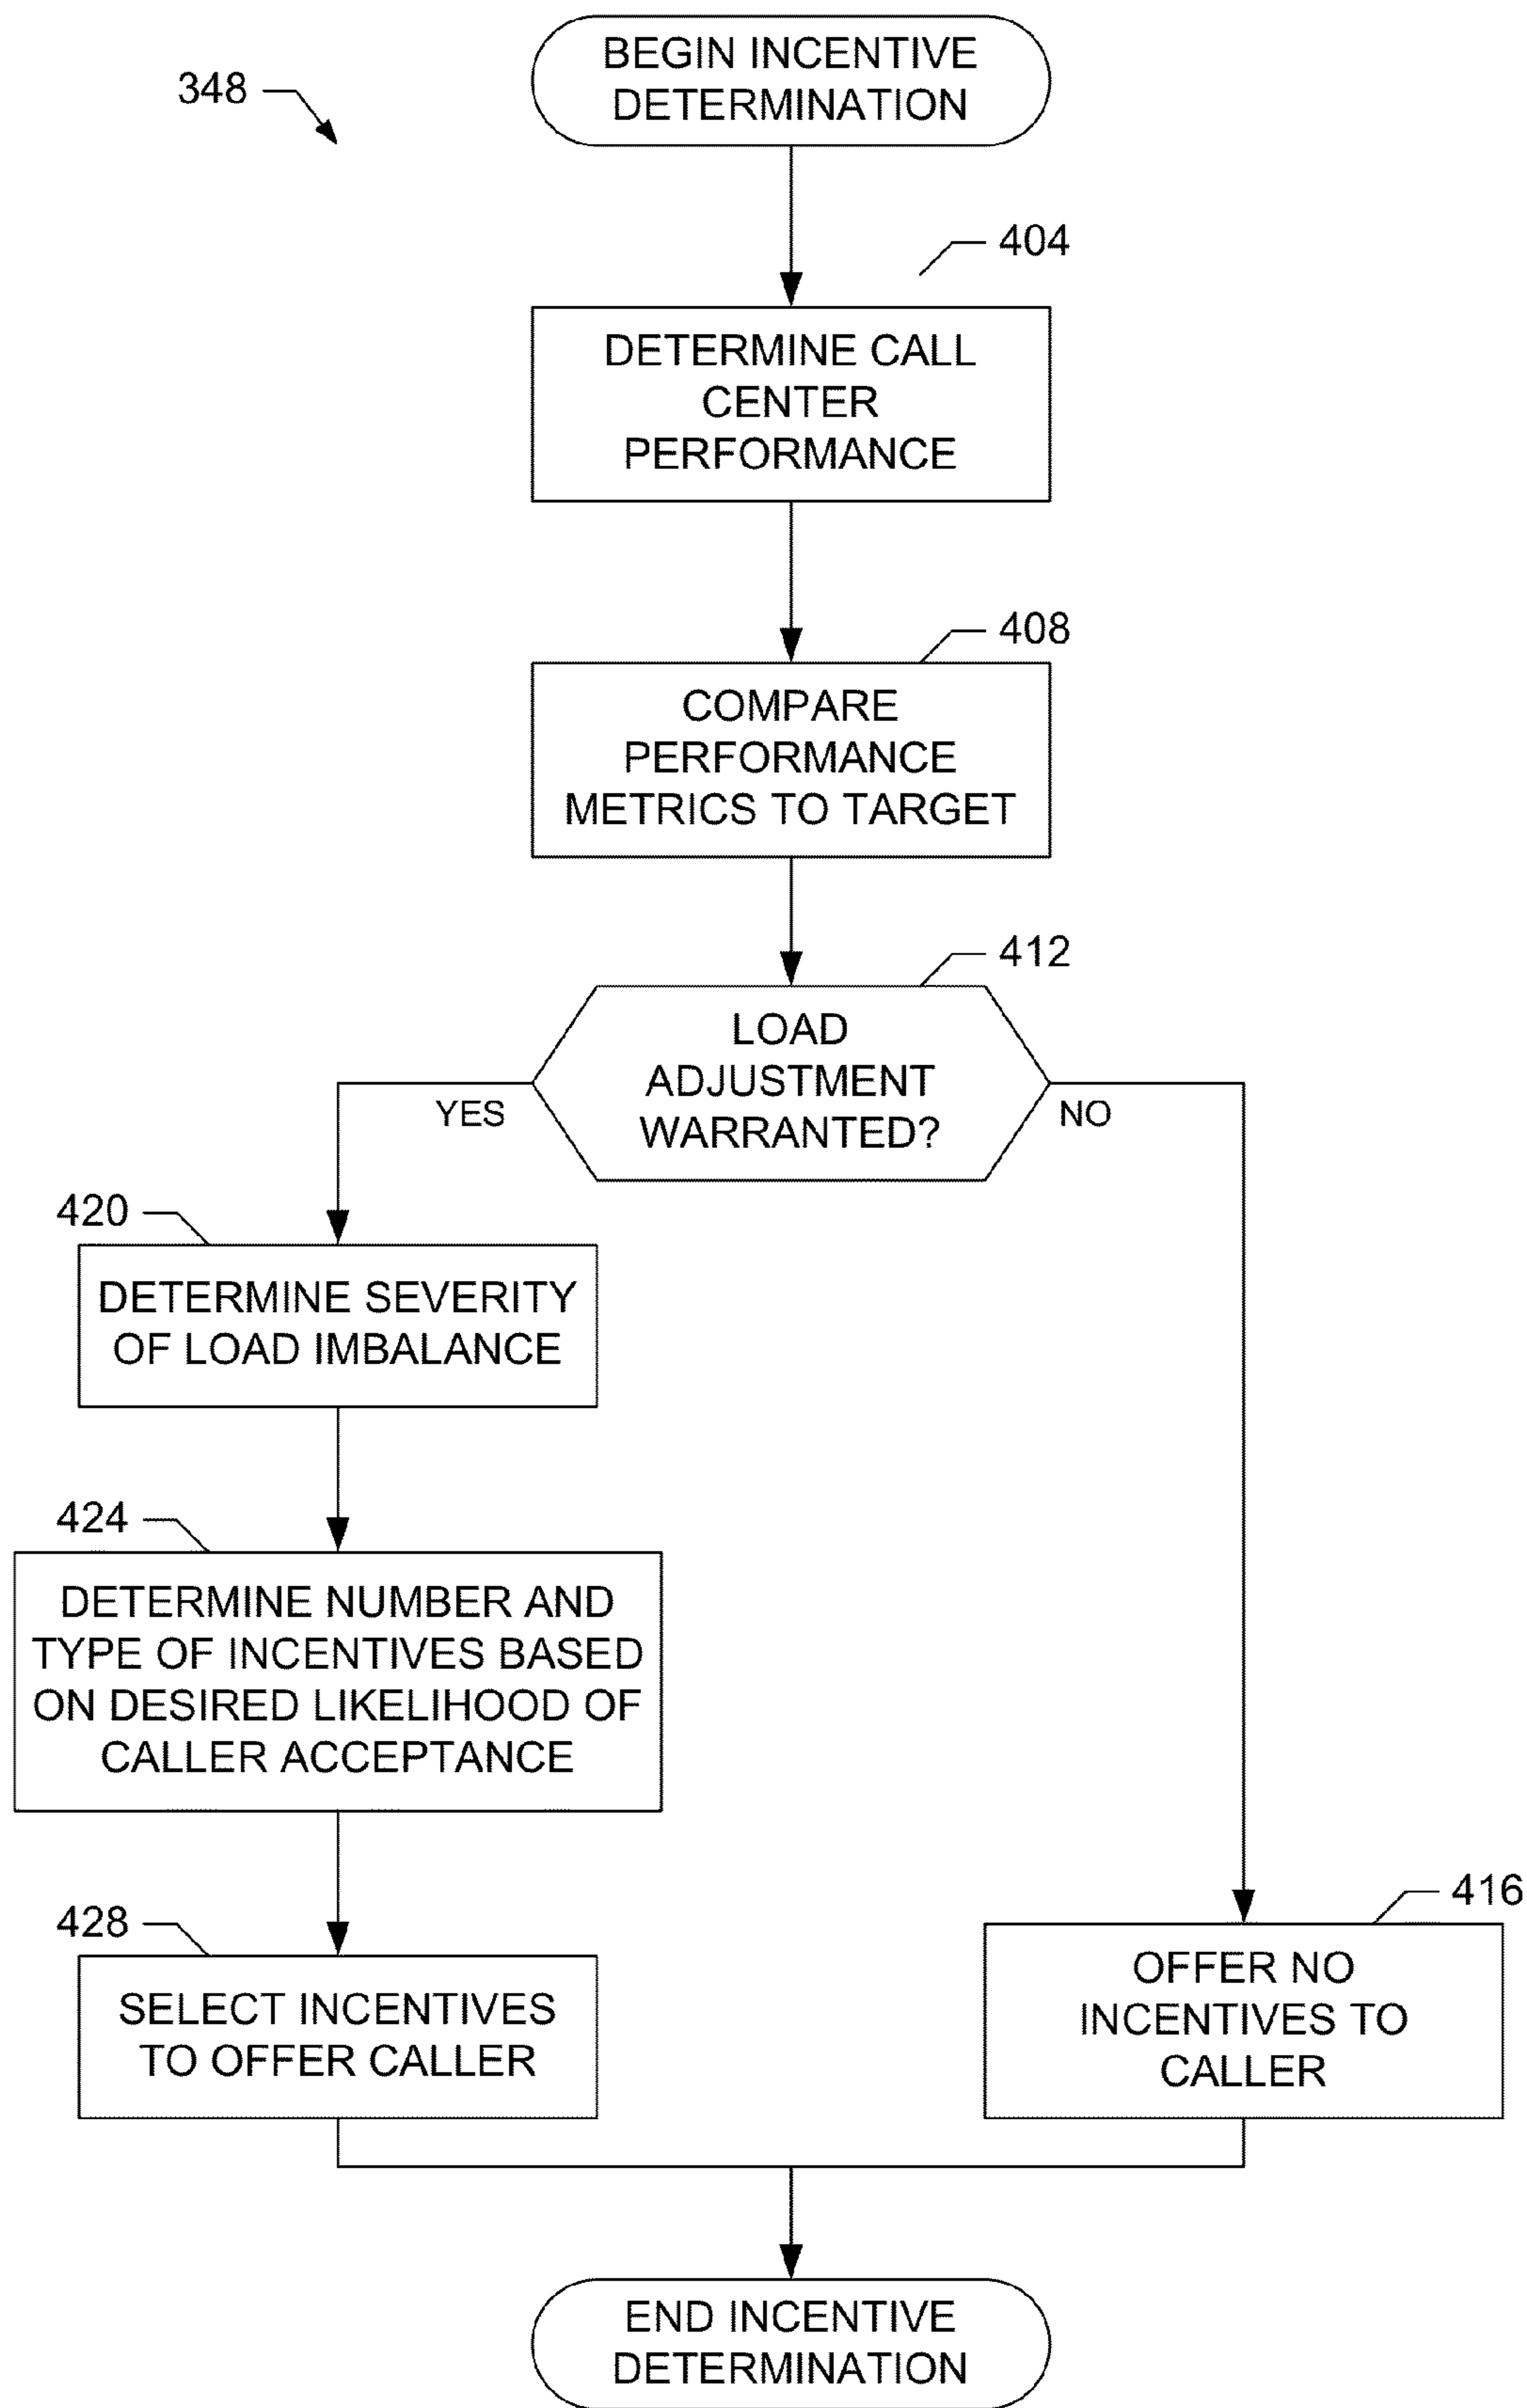 BEGIN INCENTIVE
DETERMINATION
348
404
DETERMINE CALL
CENTER
PERFORMANCE
408
COMPARE
PERFORMANCE
METRICS TO TARGET
412
LOAD
ADJUSTMENT
WARRANTED?
YES
NO
420
DETERMINE SEVERITY
OF LOAD IMBALANCE
424
DETERMINE NUMBER AND
TYPE OF INCENTIVES BASED
ON DESIRED LIKELIHOOD OF
CALLER ACCEPTANCE
428
SELECT INCENTIVES
TO OFFER CALLER
416
OFFER NO
INCENTIVES TO
CALLER
END INCENTIVE
DETERMINATION